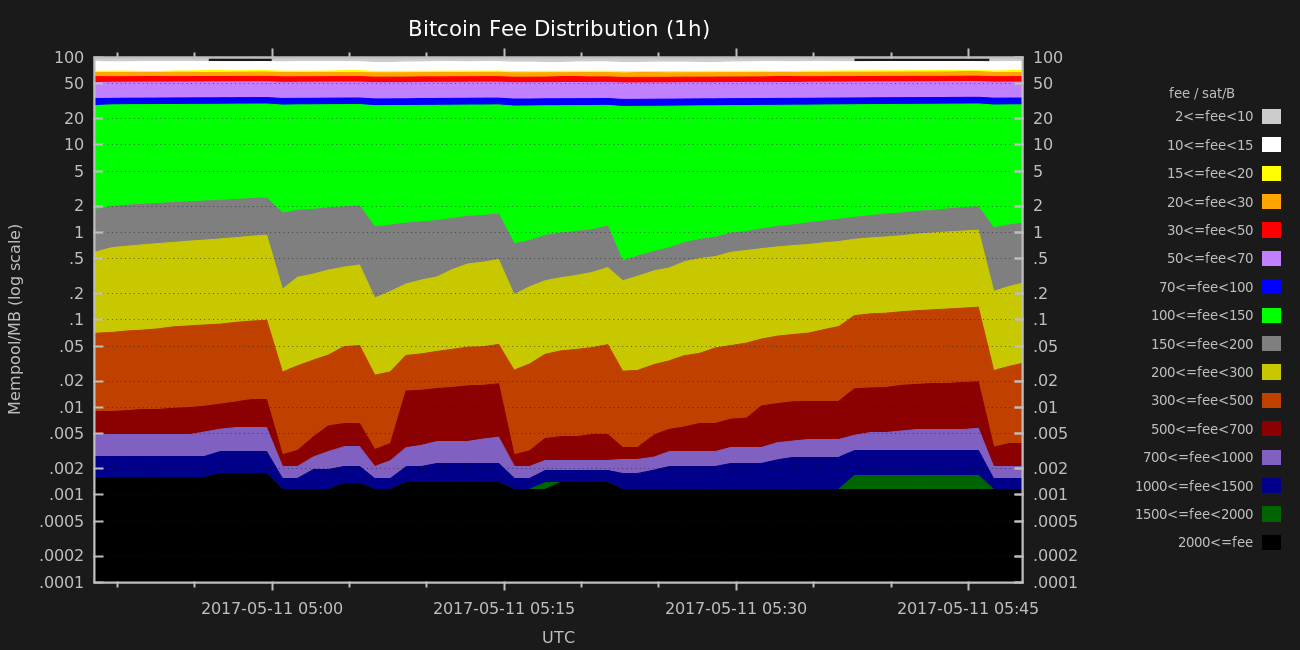 Bitcoin Fee Distribution (1h)
Mempool/MB (log scale)
100
50
20
10
5
2
1
.5
.2
.1
.05
.02
.01
.005
.002
.001
.0005
.0002
.0001
100
50
20
10
5
2
1
.5
.2
.1
.05
.02
.01
.005
.002
.001
.0005
.0002
.0001
2017-05-11 05:00
2017-05-11 05:15
2017-05-11 05:30
2017-05-11 05:45
UTC
fee / sat/B
2<=fee<10
10<=fee<15
15<=fee<20
20<=fee<30
30<=fee<50
50<=fee<70
70<=fee<100
100<=fee<150
150<=fee<200
200<=fee<300
300<=fee<500
500<=fee<700
700<=fee<1000
1000<=fee<1500
1500<=fee<2000
2000<=fee